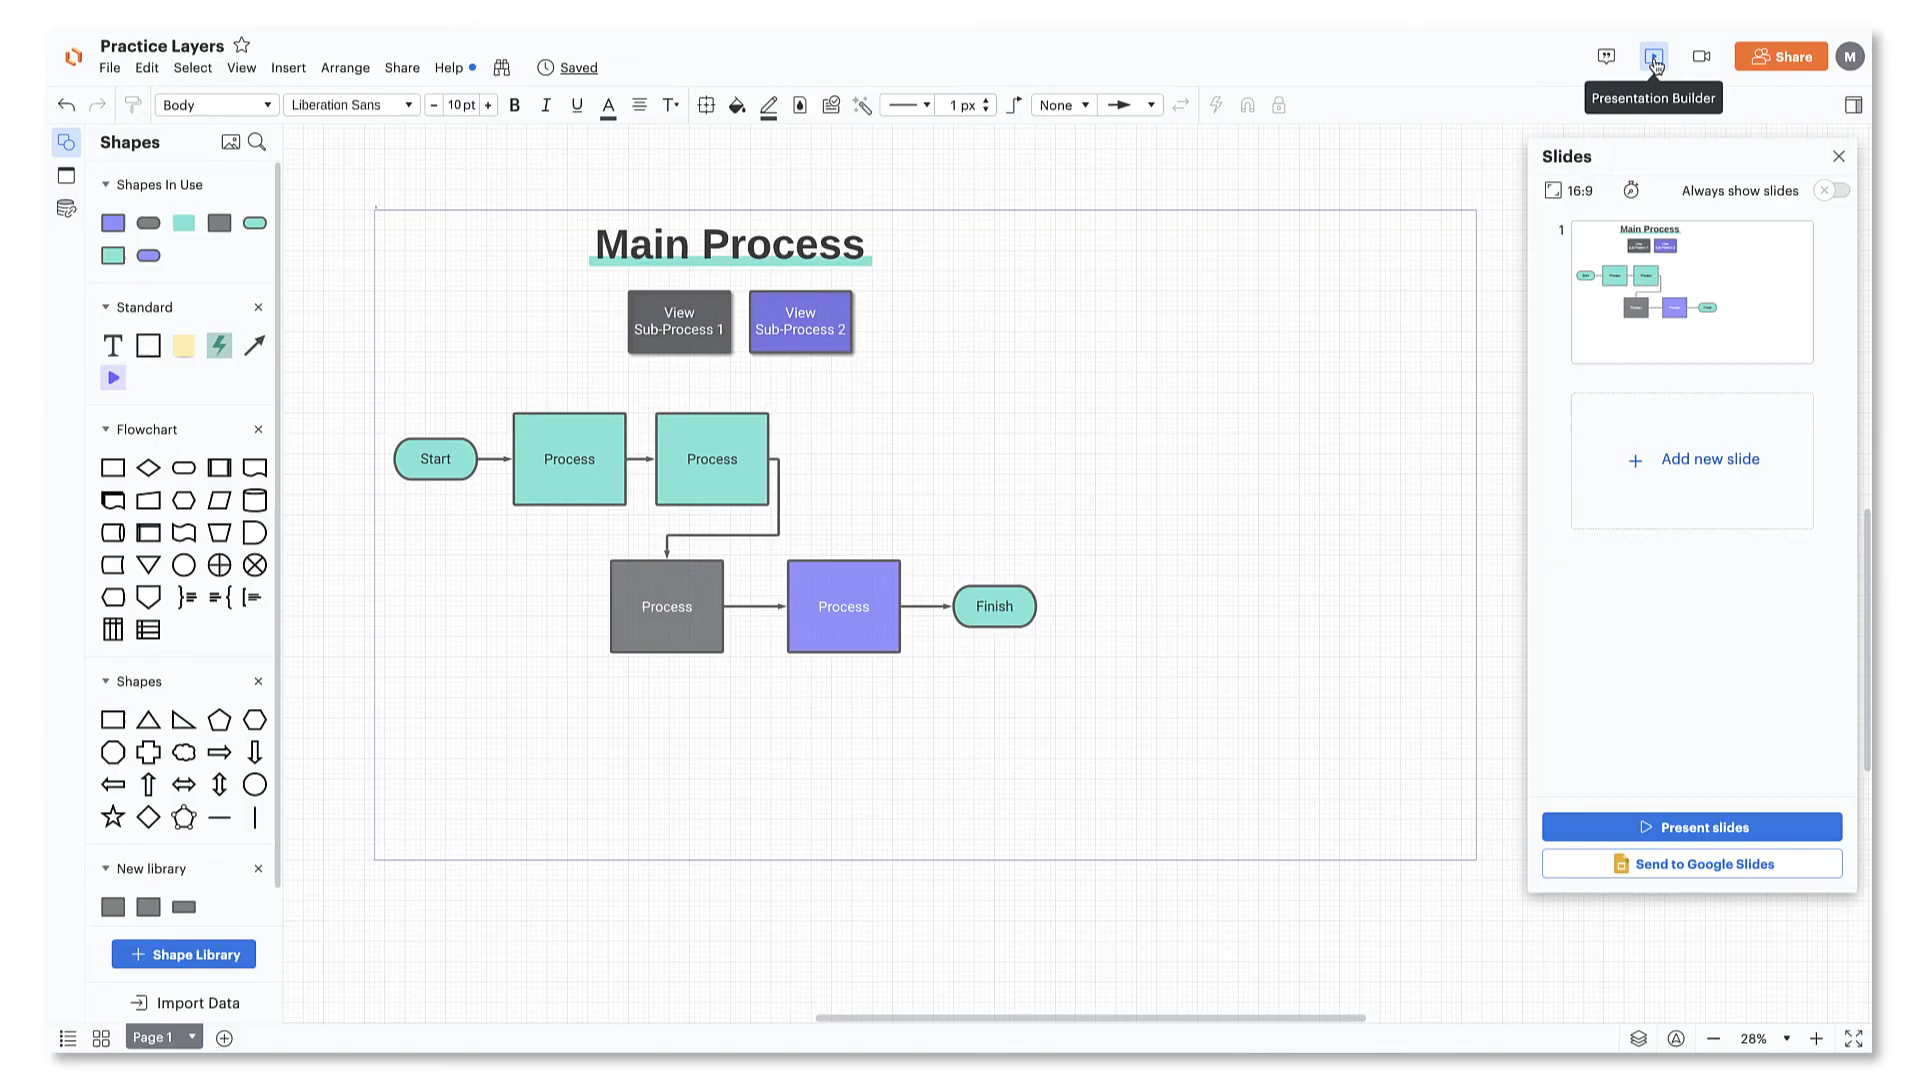 Practice Layers
File Edit Select View Insert Arrange Share Help Saved
Share
M
Body Liberation Sans - 10 pt + B I U A T 1 px None
Presentation Builder
Shapes
Shapes In Use
Standard
T
Flowchart
Shapes
New library
+ Shape Library
Import Data
Main Process
View
Sub-Process 1
View
Sub-Process 2
Start
Process
Process
Process
Process
Finish
Slides
16:9
Always show slides
1
Main Process
+ Add new slide
Present slides
Send to Google Slides
Page 1
28%